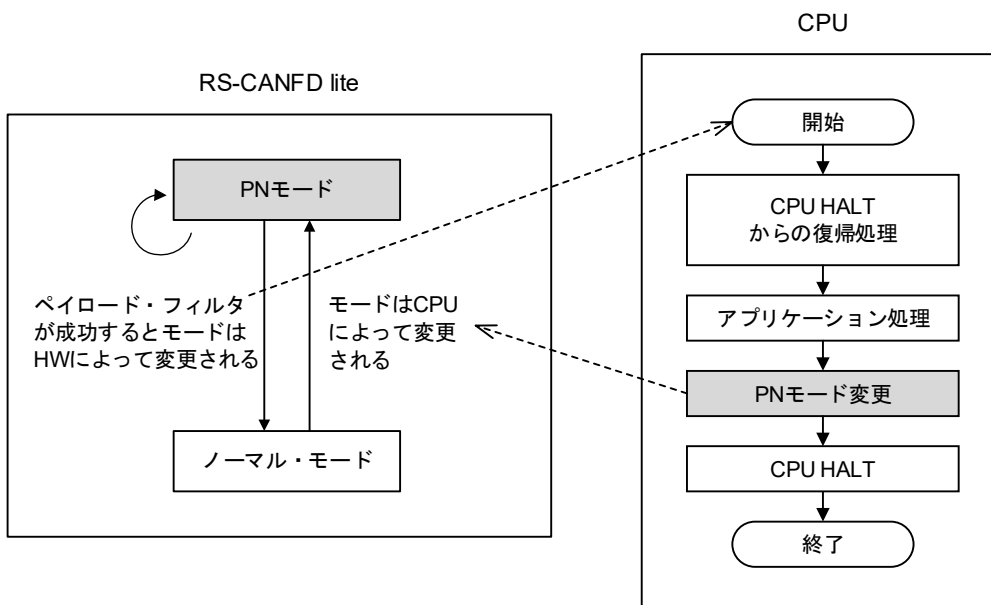 CPU
RS-CANFD lite
PNモード
ペイロード・フィルタ
が成功するとモードは
HWによって変更される
モードはCPU
によって変更
される
ノーマル・モード
開始
CPU HALT
からの復帰処理
アプリケーション処理
PNモード変更
CPU HALT
終了